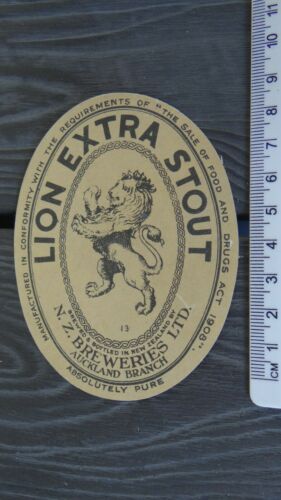 MANUFACTURED IN CONFORMITY WITH THE REQUIREMENTS OF "THE SALE OF FOOD AND DRUGS ACT 1908".
LION EXTRA STOUT
13
BREWED & BOTTLED IN NEW ZEALAND BY
N.Z. BREWERIES LTD.
AUCKLAND BRANCH
ABSOLUTELY PURE
11
10
9
8
7
6
5
4
3
2
1
CM